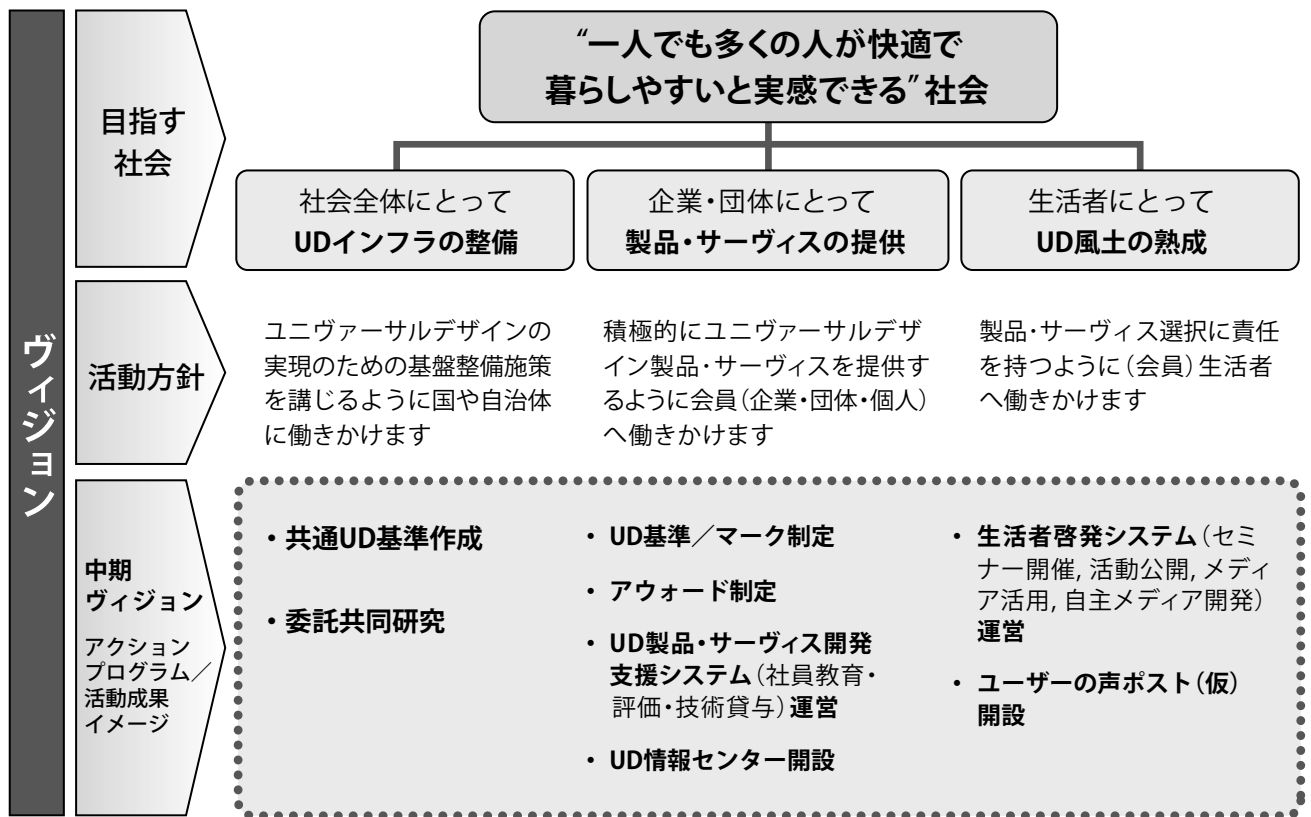 ヴィジョン
目指す
社会
“一人でも多くの人が快適で
暮らしやすいと実感できる”社会
社会全体にとって
UDインフラの整備
企業・団体にとって
製品・サーヴィスの提供
生活者にとって
UD風土の熟成
活動方針
ユニヴァーサルデザインの
実現のための基盤整備施策
を講じるように国や自治体
に働きかけます
積極的にユニヴァーサルデザ
イン製品・サーヴィスを提供す
るように会員（企業・団体・個人）
へ働きかけます
製品・サーヴィス選択に責任
を持つように（会員）生活者
へ働きかけます
中期
ヴィジョン
アクション
プログラム／
活動成果
イメージ
・共通UD基準作成
・委託共同研究
・UD基準／マーク制定
・アウォード制定
・UD製品・サーヴィス開発
支援システム（社員教育・
評価・技術貸与）運営
・UD情報センター開設
・生活者啓発システム（セミ
ナー開催, 活動公開, メディ
ア活用, 自主メディア開発）
運営
・ユーザーの声ポスト（仮）
開設